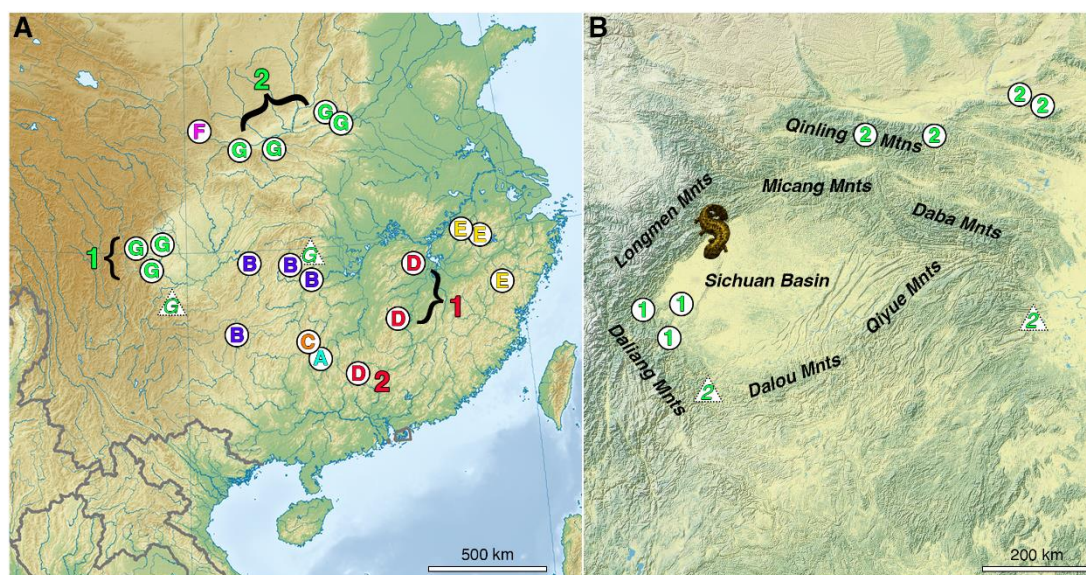 A
2
G
G
F
G
G
G
G
1
G
G
E
E
B
B
G
B
D
E
1
D
B
C
A
D
2
500 km
B
2
2
Qinling
2
Mtns
2
Micang Mnts
Longmen Mnts
Daba Mnts
Sichuan Basin
Qiyue Mnts
1
1
1
2
Daliang Mnts
Dalou Mnts
2
200 km